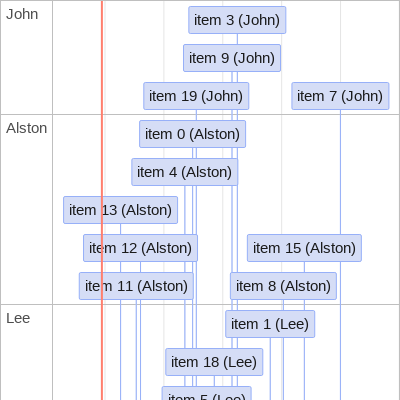 John
item 3 (John)
item 9 (John)
item 19 (John)
item 7 (John)
Alston
item 0 (Alston)
item 4 (Alston)
item 13 (Alston)
item 12 (Alston)
item 15 (Alston)
item 11 (Alston)
item 8 (Alston)
Lee
item 1 (Lee)
item 18 (Lee)
item 5 (Lee)